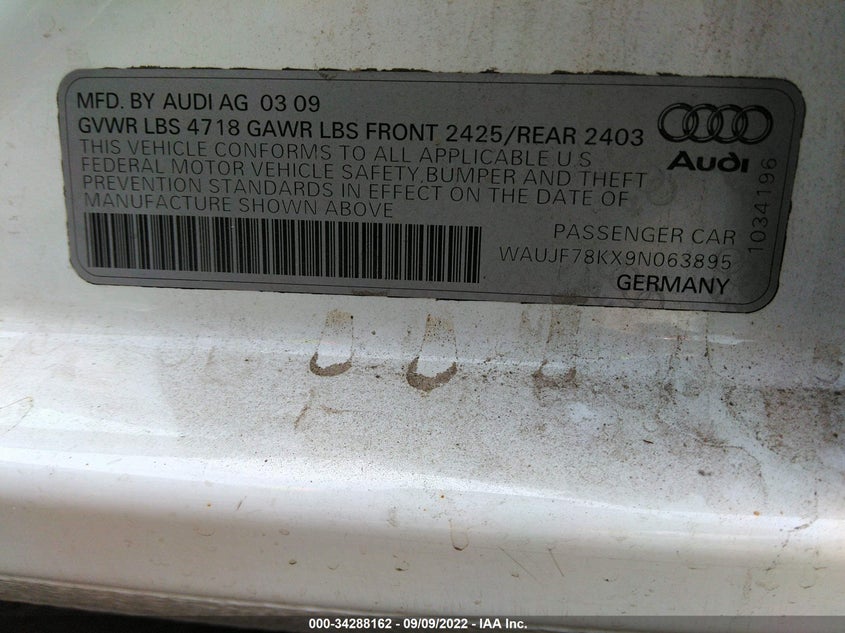 MFD. BY AUDI AG 03 09
GVWR LBS 4718 GAWR LBS FRONT 2425/REAR 2403
THIS VEHICLE CONFORMS TO ALL APPLICABLE U.S
FEDERAL MOTOR VEHICLE SAFETY,BUMPER AND THEFT
PREVENTION STANDARDS IN EFFECT ON THE DATE OF
MANUFACTURE SHOWN ABOVE
Audi
1034196
PASSENGER CAR
WAUJF78KX9N063895
GERMANY
000-34288162 - 09/09/2022 - IAA Inc.